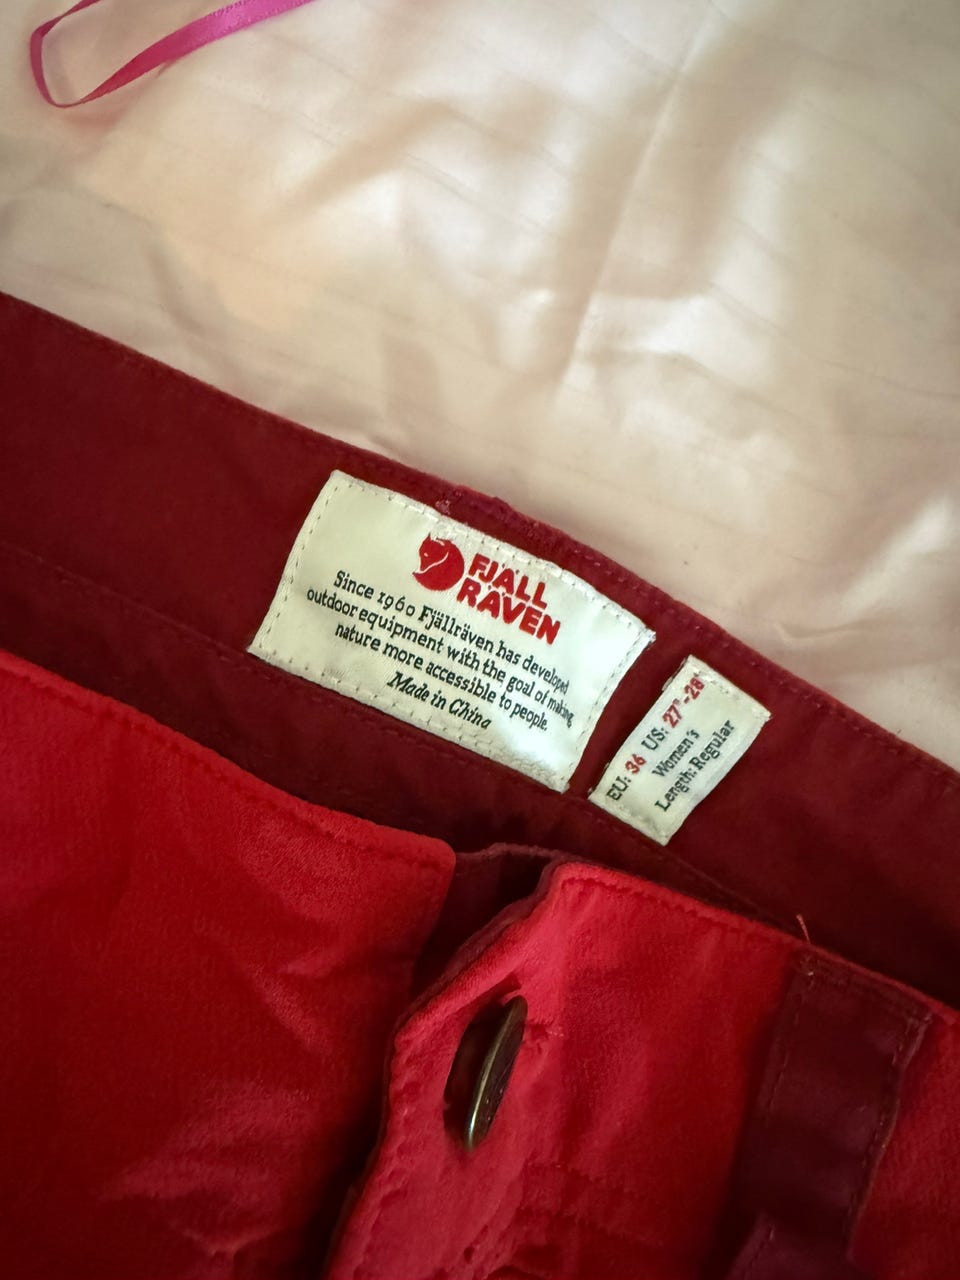 FJÄLL
RÄVEN
Since 1960 Fjällräven has developed
outdoor equipment with the goal of making
nature more accessible to people.
Made in China
EU: 36 US: 27"-28"
Women's
Length: Regular